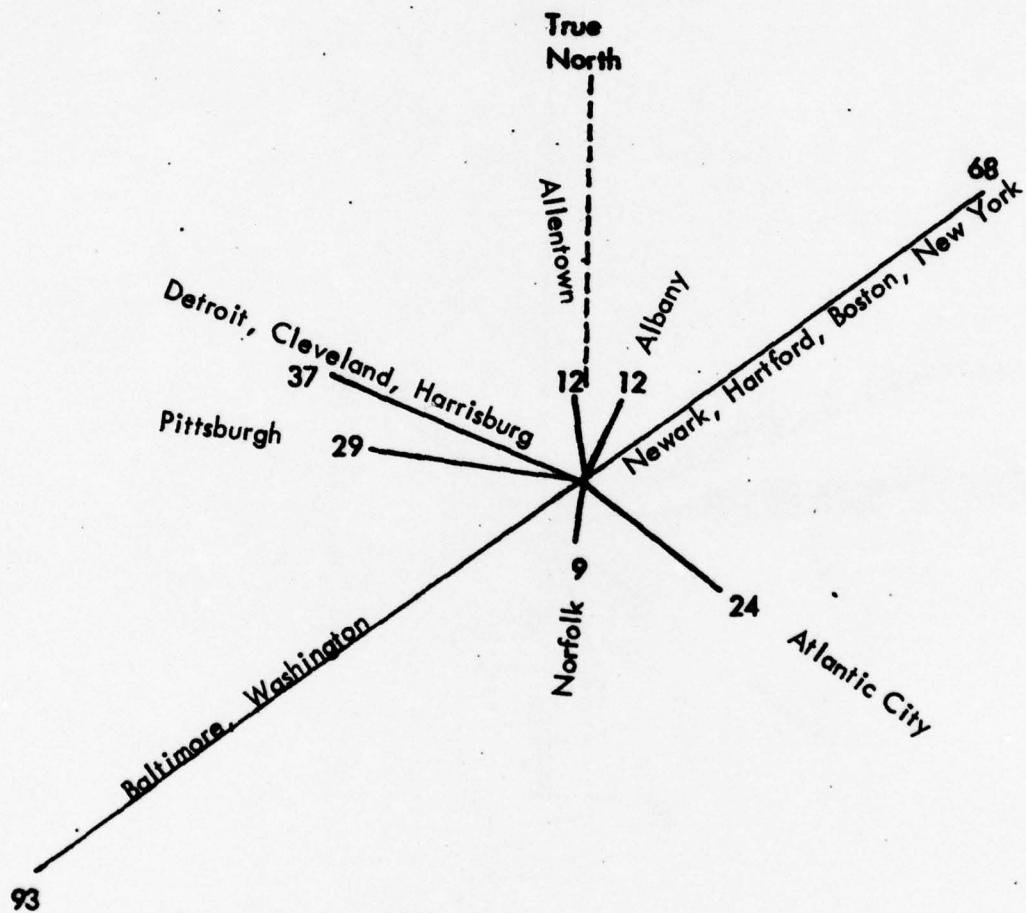 True
North
68
Allentown
Newark, Hartford, Boston, New York
Albany
Detroit, Cleveland, Harrisburg
37
12
12
Pittsburgh
29
9
24
Norfolk
Atlantic City
Baltimore, Washington
93